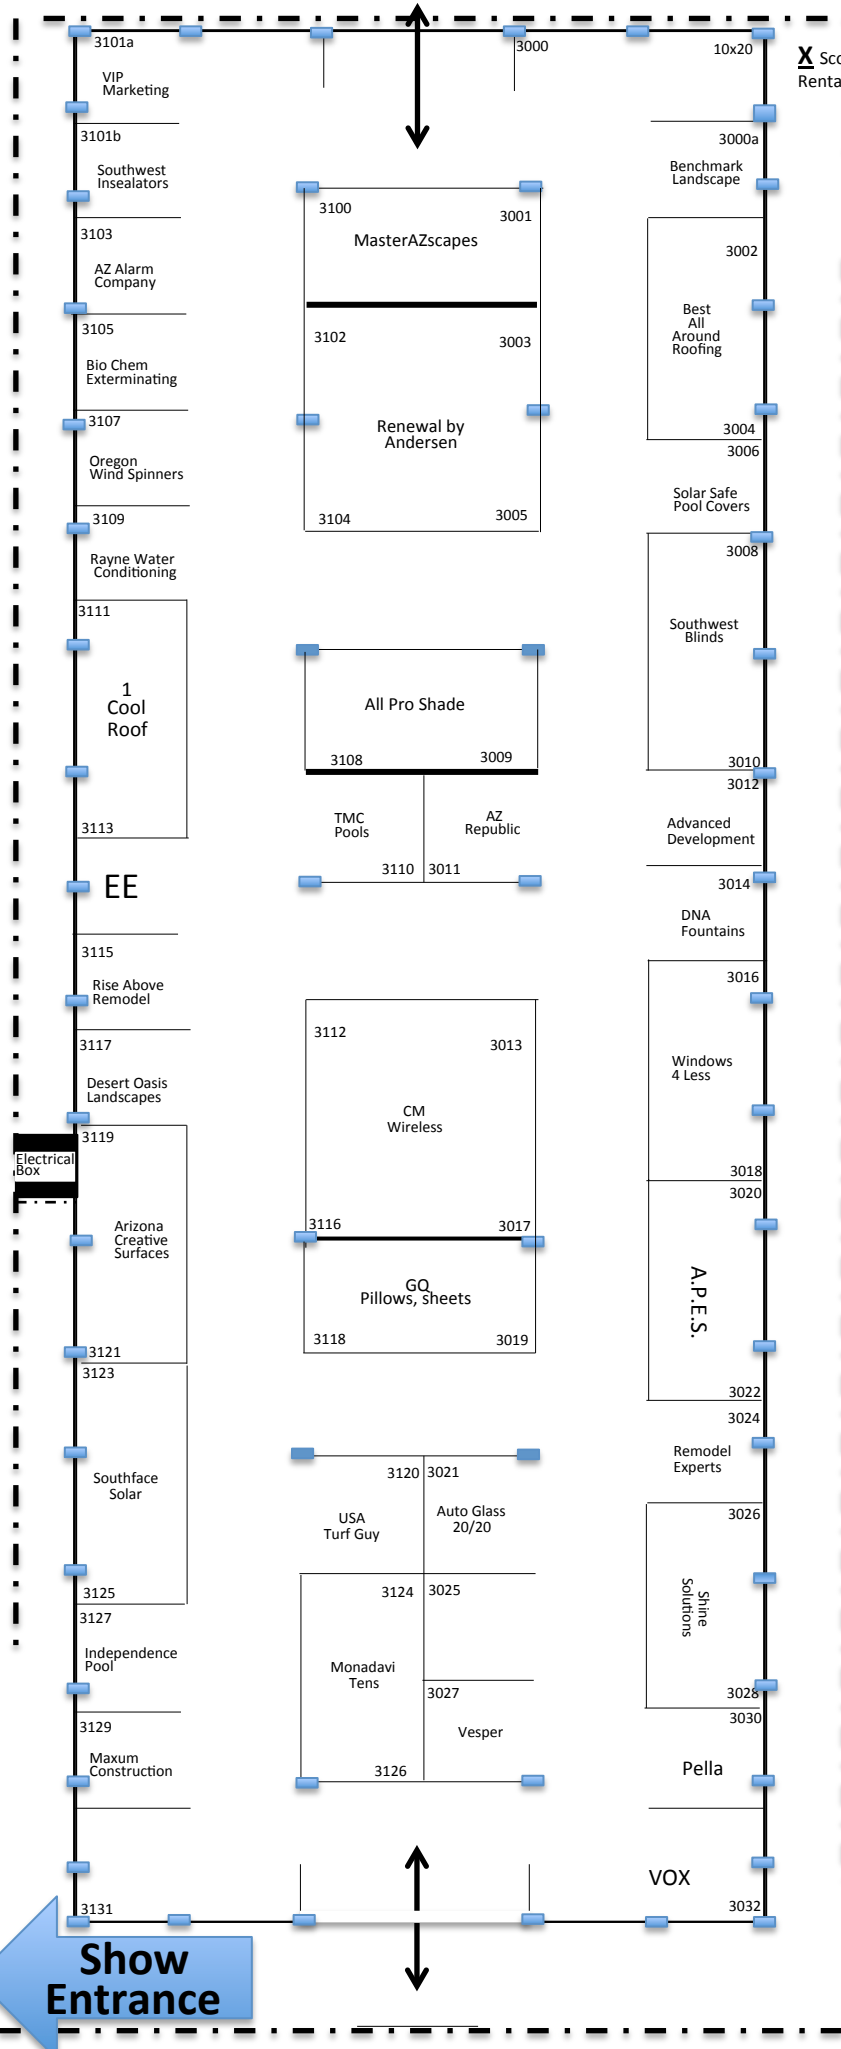 3101a
VIP
Marketing
3101b
Southwest
Insealators
3103
AZ Alarm
Company
3105
Bio Chem
Exterminating
3107
Oregon
Wind Spinners
3109
Rayne Water
Conditioning
3111
1
Cool
Roof
3113
EE
3115
Rise Above
Remodel
3117
Desert Oasis
Landscapes
3119
Electrical
Box
Arizona
Creative
Surfaces
3121
3123
Southface
Solar
3125
3127
Independence
Pool
3129
Maxum
Construction
3131
Show
Entrance
3000
3100
3001
MasterAZscapes
3102
3003
Renewal by
Andersen
3104
3005
All Pro Shade
3108
3009
TMC
Pools
AZ
Republic
3110
3011
3112
3013
CM
Wireless
3116
3017
GQ
Pillows, sheets
3118
3019
3120
3021
USA
Turf Guy
Auto Glass
20/20
3124
3025
Monadavi
Tens
3027
Vesper
3126
10x20
X Sco
Renta
3000a
Benchmark
Landscape
3002
Best
All
Around
Roofing
3004
3006
Solar Safe
Pool Covers
3008
Southwest
Blinds
3010
3012
Advanced
Development
3014
DNA
Fountains
3016
Windows
4 Less
3018
3020
A.P.E.S.
3022
3024
Remodel
Experts
3026
Shine
Solutions
3028
3030
Pella
VOX
3032